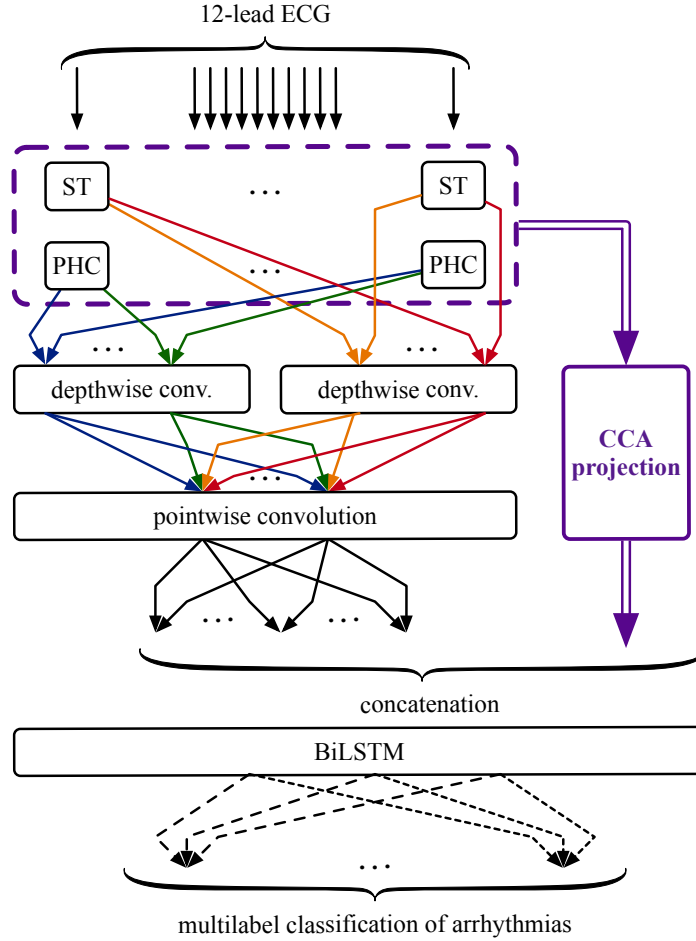 12-lead ECG
ST
...
ST
PHC
...
PHC
...
...
depthwise conv.
depthwise conv.
CCA
projection
...
pointwise convolution
...
...
concatenation
BiLSTM
...
multilabel classification of arrhythmias